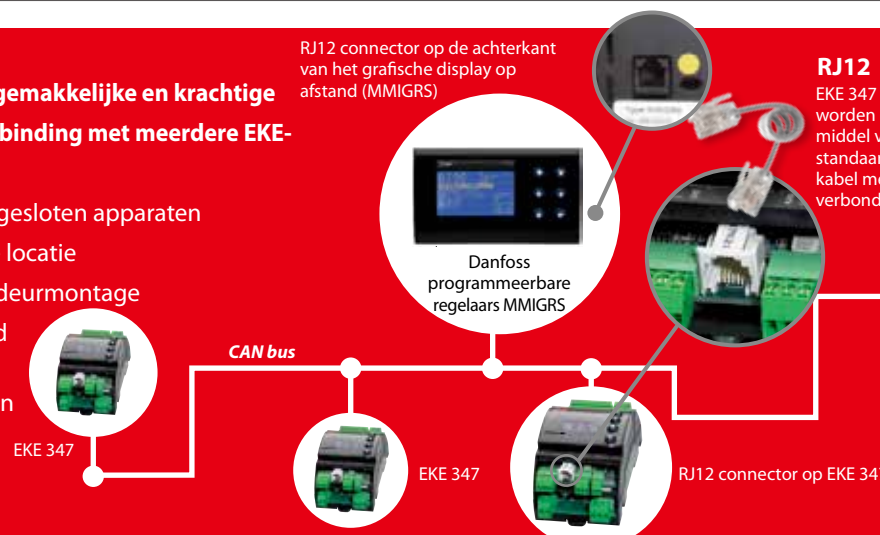 gemakkelijke en krachtige
binding met meerdere EKE-
gesloten apparaten
locatie
deurmontage
EKE 347
CAN bus
RJ12 connector op de achterkant
van het grafische display op
afstand (MMIGRS)
Danfoss
programmeerbare
regelaars MMIGRS
EKE 347
RJ12
EKE 347
worden
middel v
standaar
kabel me
verbond
RJ12 connector op EKE 347